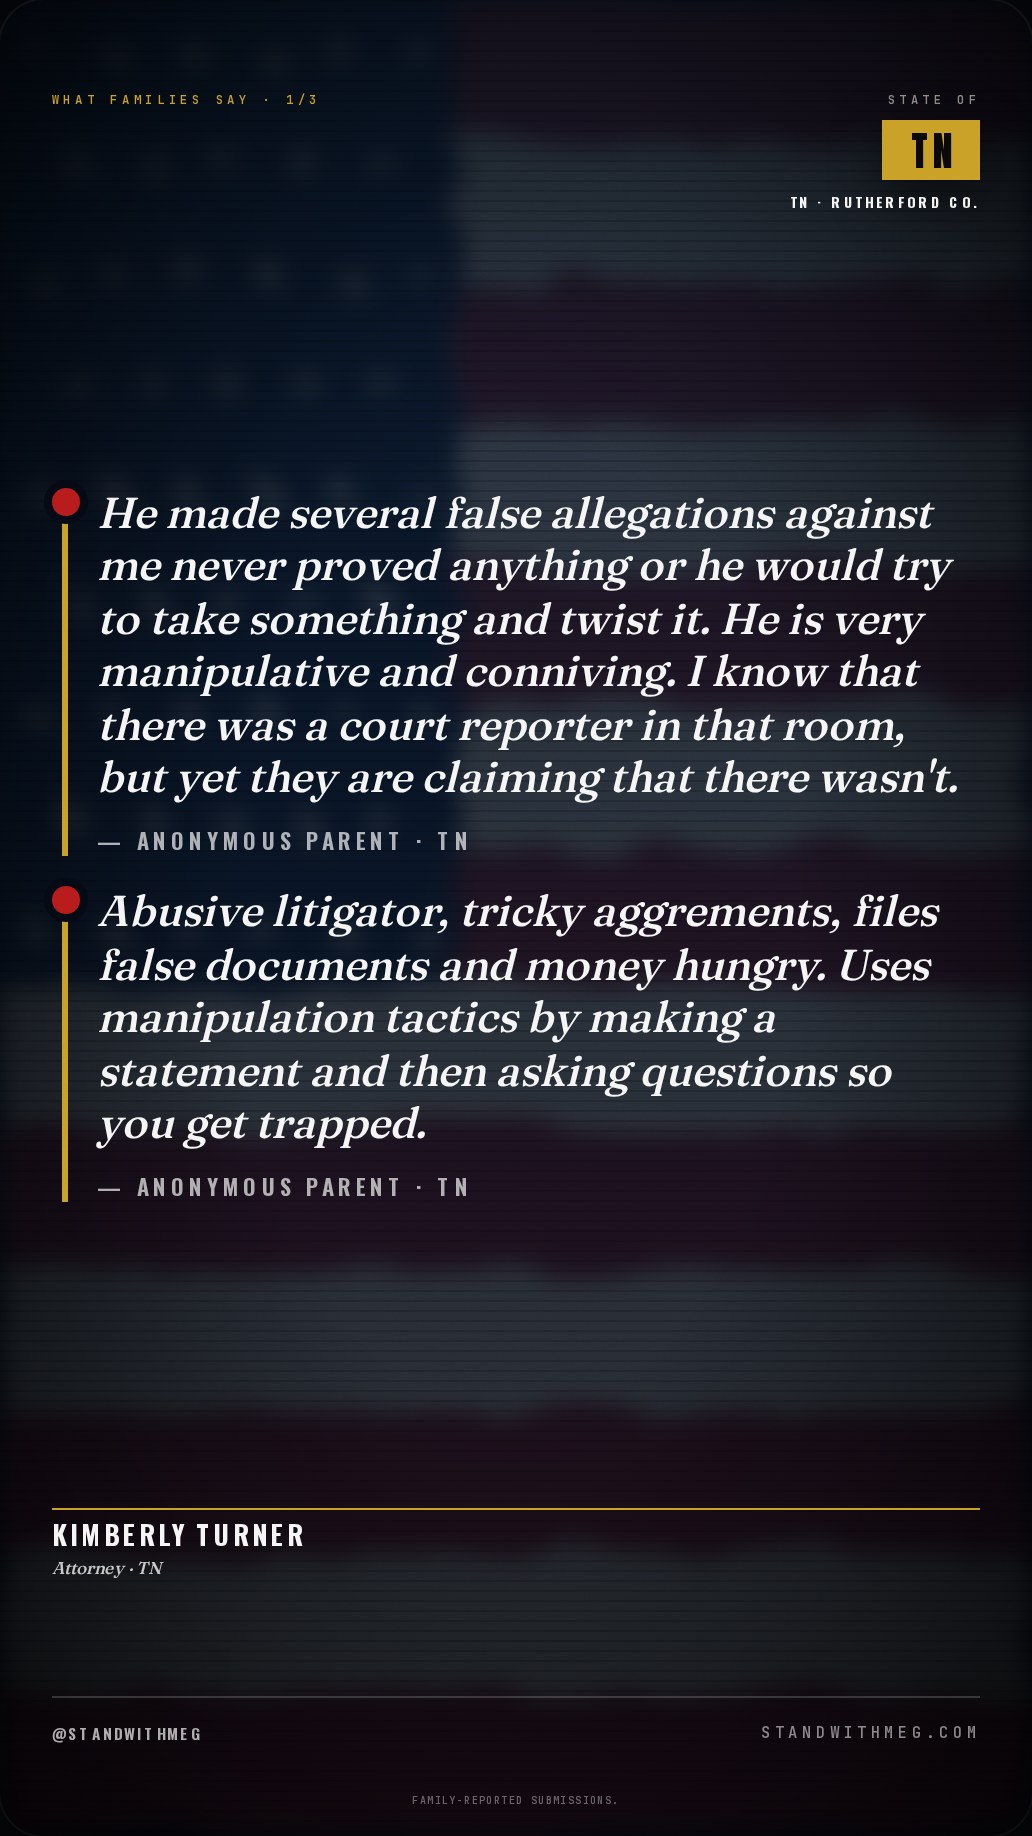 WHAT FAMILIES SAY · 1/3
STATE OF
TN
TN · RUTHERFORD CO.
He made several false allegations against
me never proved anything or he would try
to take something and twist it. He is very
manipulative and conniving. I know that
there was a court reporter in that room,
but yet they are claiming that there wasn't.
— ANONYMOUS PARENT · TN
Abusive litigator, tricky aggrements, files
false documents and money hungry. Uses
manipulation tactics by making a
statement and then asking questions so
you get trapped.
— ANONYMOUS PARENT · TN
KIMBERLY TURNER
Attorney · TN
@STANDWITHMEG
STANDWITHMEG.COM
FAMILY-REPORTED SUBMISSIONS.